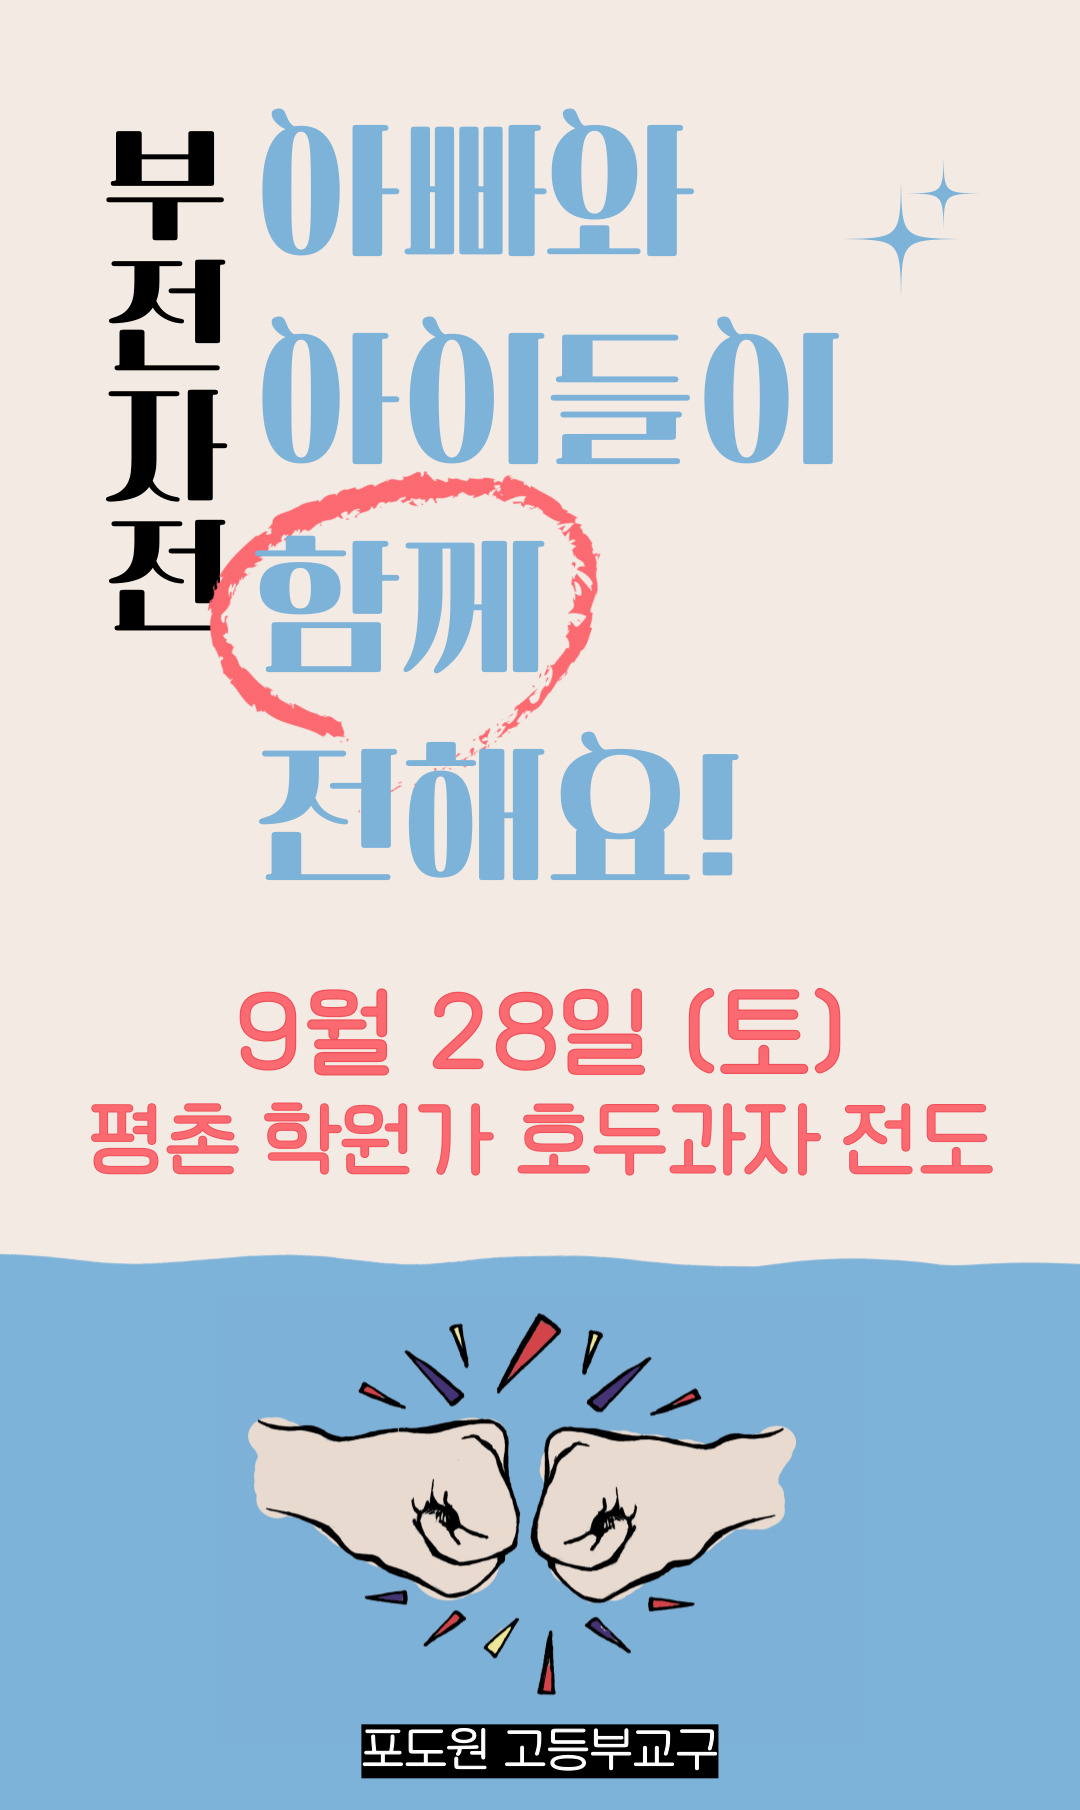 부전자전
아빠와
아이들이
함께
전해요!
9월 28일 (토)
평촌 학원가 호두과자 전도
포도원 고등부교구